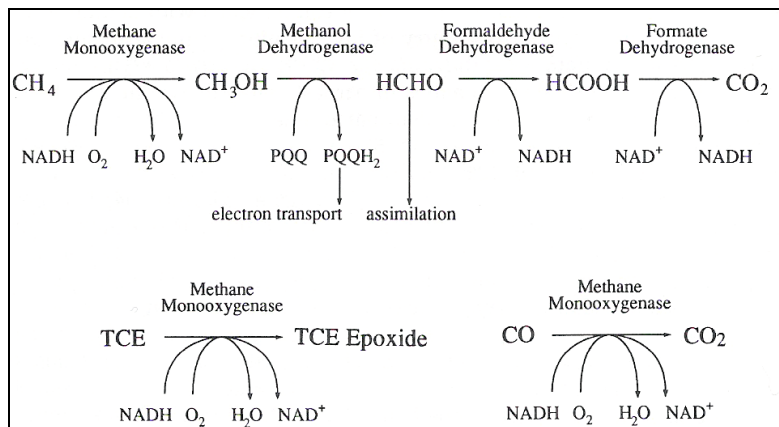 Methane
Monooxygenase
Methanol
Dehydrogenase
Formaldehyde
Dehydrogenase
Formate
Dehydrogenase
CH₄ CH₃OH HCHO HCOOH CO₂
NADH O₂ H₂O NAD⁺ PQQ PQQH₂ NAD⁺ NADH NAD⁺ NADH
electron transport assimilation
Methane
Monooxygenase
TCE TCE Epoxide
NADH O₂ H₂O NAD⁺
Methane
Monooxygenase
CO CO₂
NADH O₂ H₂O NAD⁺